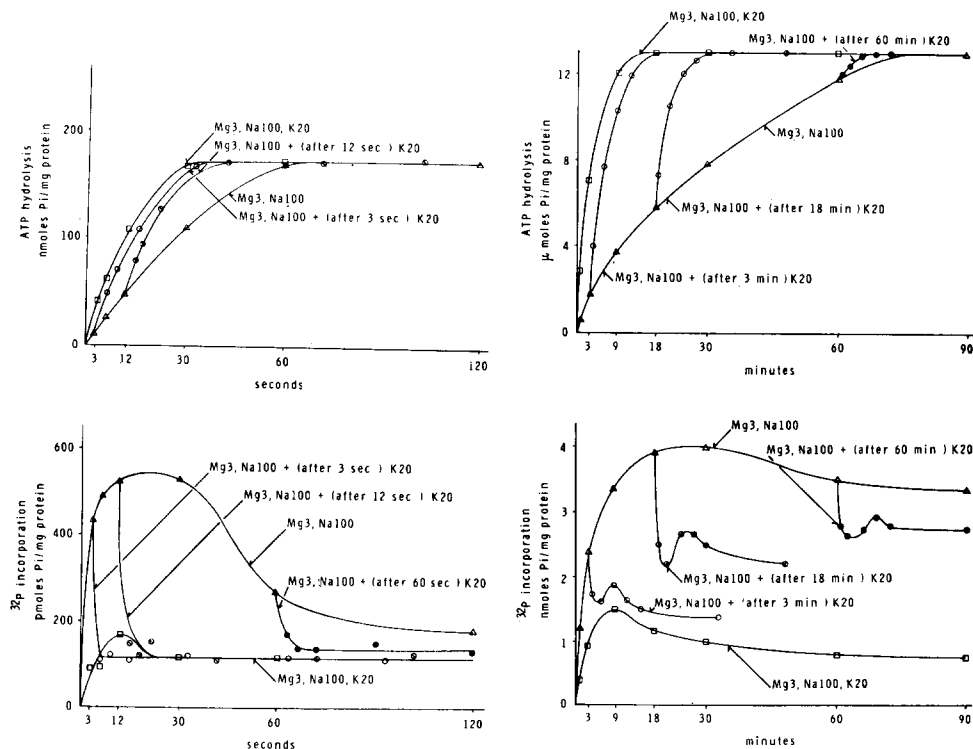 Mg3, Na100, K20
Mg3, Na100 + (after 12 sec) K20
Mg3, Na100
Mg3, Na100 + (after 3 sec) K20
ATP hydrolysis
nmoles Pi/mg protein
200
100
0
3 12 30 60 120
seconds
Mg3, Na100, K20
Mg3, Na100 + (after 60 min) K20
Mg3, Na100
Mg3, Na100 + (after 18 min) K20
Mg3, Na100 + (after 3 min) K20
ATP hydrolysis
μ moles Pi/mg protein
12
8
4
0
3 9 18 30 60 90
minutes
Mg3, Na100 + (after 3 sec) K20
Mg3, Na100 + (after 12 sec) K20
Mg3, Na100
Mg3, Na100 + (after 60 sec) K20
Mg3, Na100, K20
32P incorporation
pmoles Pi/mg protein
600
400
200
0
3 12 30 60 120
seconds
Mg3, Na100
Mg3, Na100 + (after 60 min) K20
Mg3, Na100 + (after 18 min) K20
Mg3, Na100 + (after 3 min) K20
Mg3, Na100, K20
32P incorporation
nmoles Pi/mg protein
4
3
2
1
0
3 9 18 30 60 90
minutes